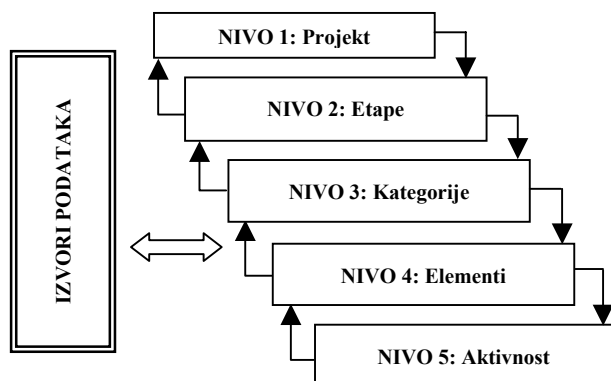 IZVORI PODATAKA
NIVO 1: Projekt
NIVO 2: Etape
NIVO 3: Kategorije
NIVO 4: Elementi
NIVO 5: Aktivnost